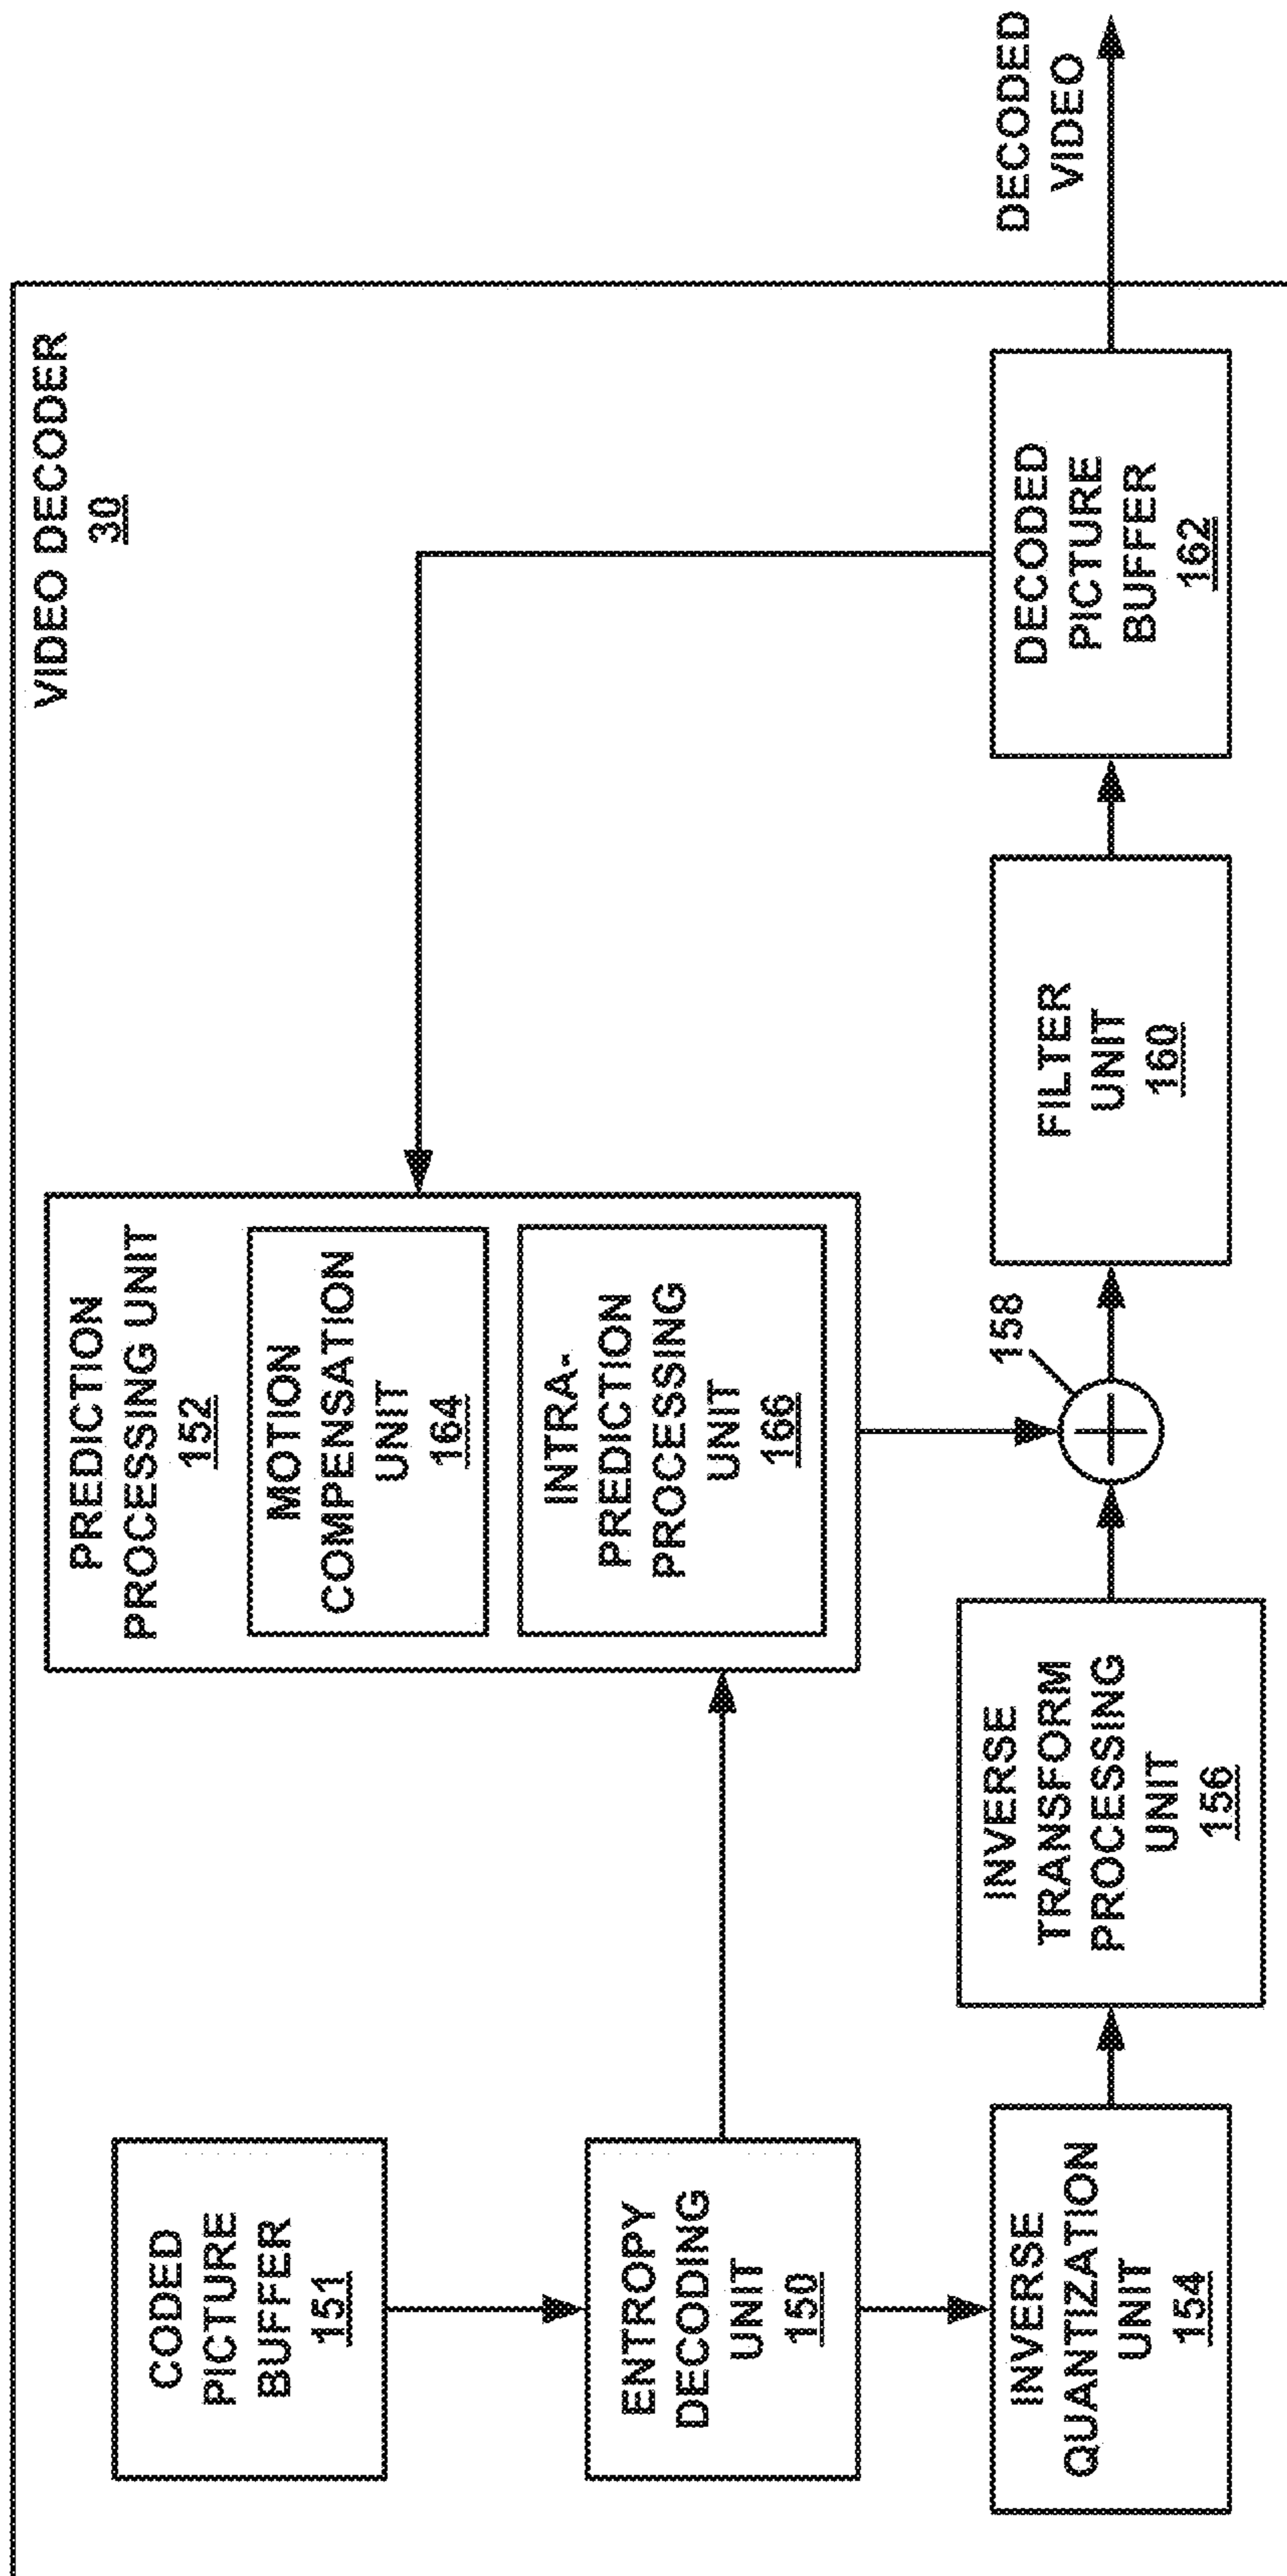 VIDEO DECODER
30
CODED
PICTURE
BUFFER
151
PREDICTION
PROCESSING UNIT
152
MOTION
COMPENSATION
UNIT
164
INTRA-
PREDICTION
PROCESSING
UNIT
166
ENTROPY
DECODING
UNIT
150
INVERSE
QUANTIZATION
UNIT
154
INVERSE
TRANSFORM
PROCESSING
UNIT
156
158
FILTER
UNIT
160
DECODED
PICTURE
BUFFER
162
DECODED
VIDEO